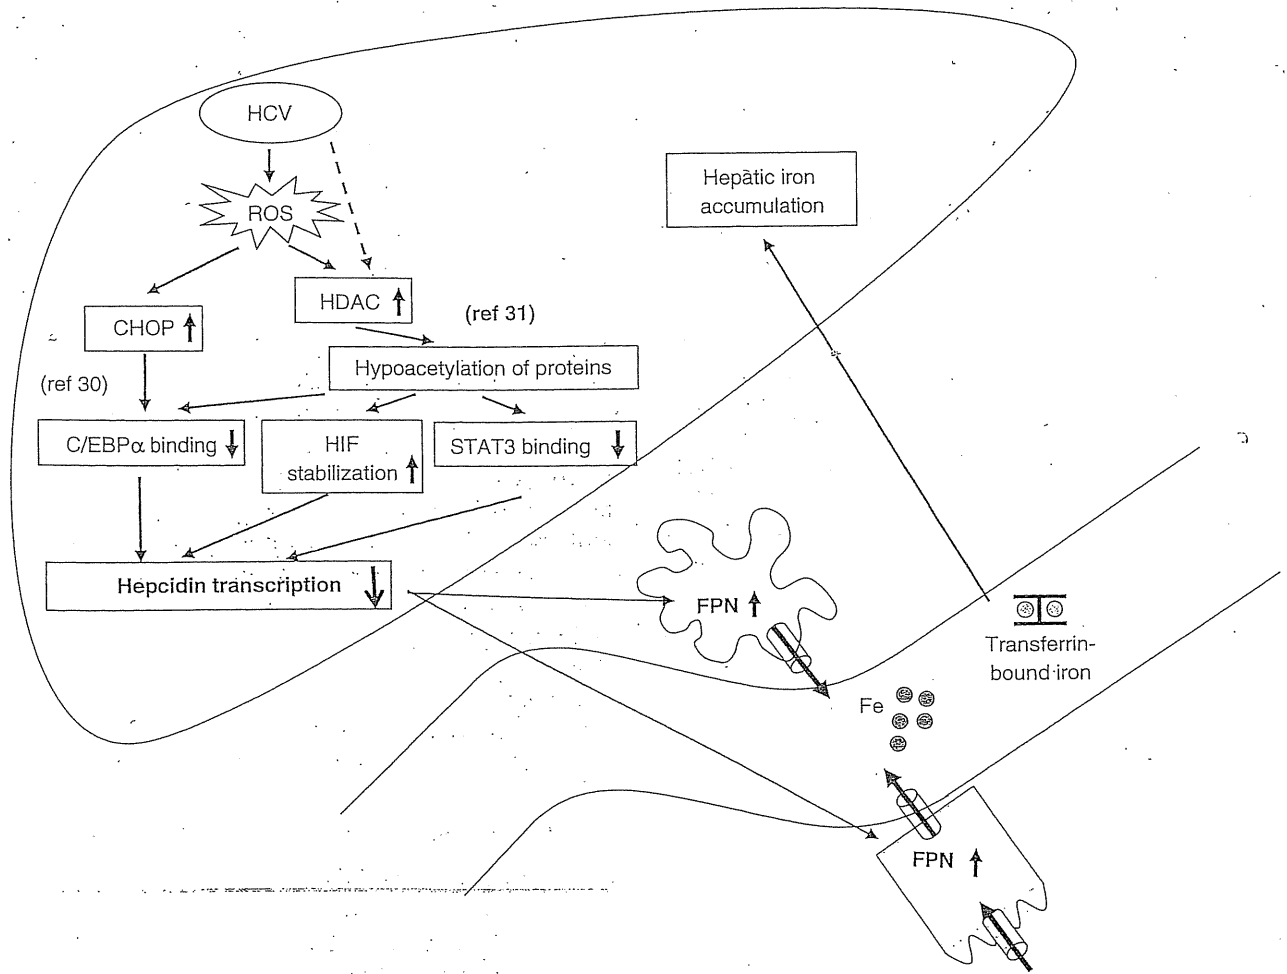 HCV
Hepatic iron
accumulation
ROS
HDAC
(ref 31)
CHOP
Hypoacetylation of proteins
(ref 30)
C/EBPα binding
HIF
stabilization
STAT3 binding
Hepcidin transcription
FPN
Transferrin-
bound iron
Fe
FPN